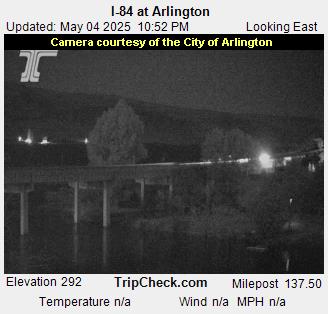 I-84 at Arlington
Updated: May 04 2025 10:52 PM Looking East
Camera courtesy of the City of Arlington
Elevation 292 TripCheck.com Milepost 137.50
Temperature n/a Wind n/a MPH n/a